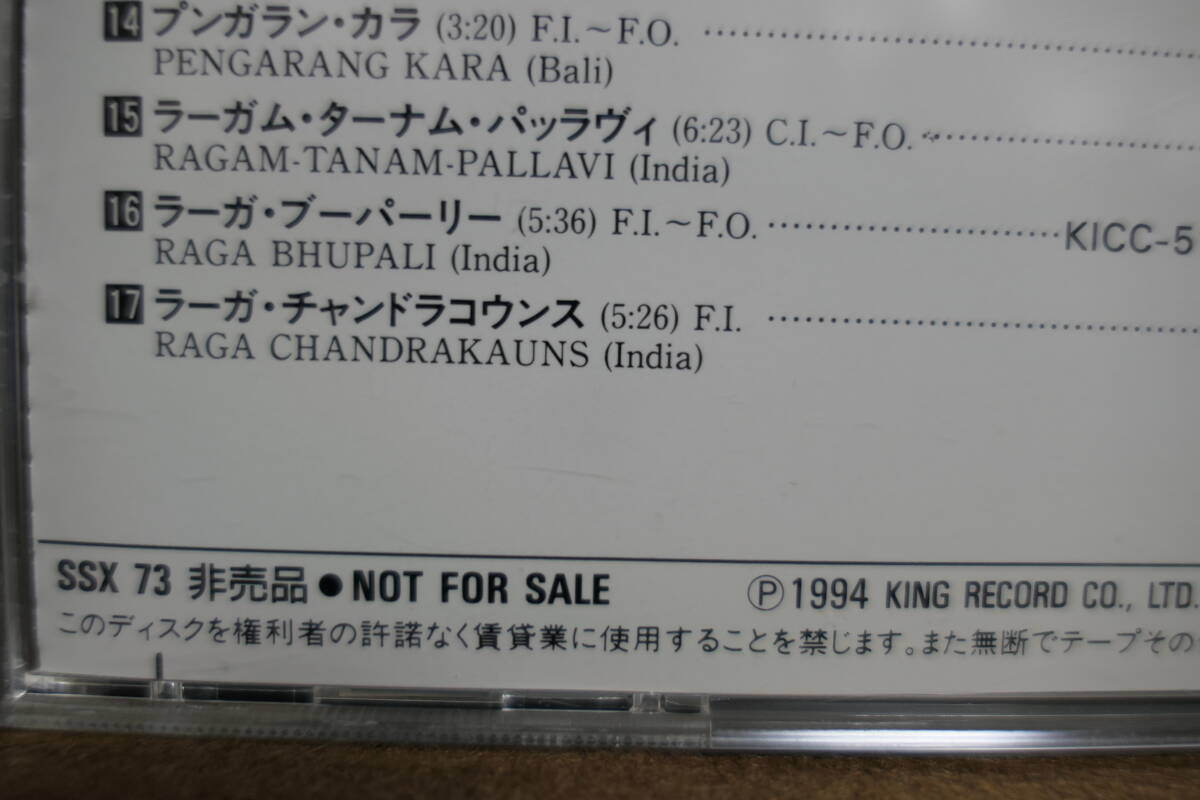 14 プンガラン・カラ (3:20) F.I.~F.O. ‥‥‥‥‥‥‥‥‥‥‥‥‥‥‥‥
PENGARANG KARA (Bali)
15 ラーガム・ターナム・パッラヴィ (6:23) C.I.~F.O. ‥‥‥‥‥‥‥‥‥
RAGAM-TANAM-PALLAVI (India)
16 ラーガ・ブーパーリー (5:36) F.I.~F.O. ‥‥‥‥‥‥‥‥‥KICC-5
RAGA BHUPALI (India)
17 ラーガ・チャンドラコウンス (5:26) F.I. ‥‥‥‥‥‥‥‥‥‥‥‥‥
RAGA CHANDRAKAUNS (India)
SSX 73 非売品●NOT FOR SALE Ⓟ1994 KING RECORD CO., LTD.
このディスクを権利者の許諾なく賃貸業に使用することを禁じます。また無断でテープその